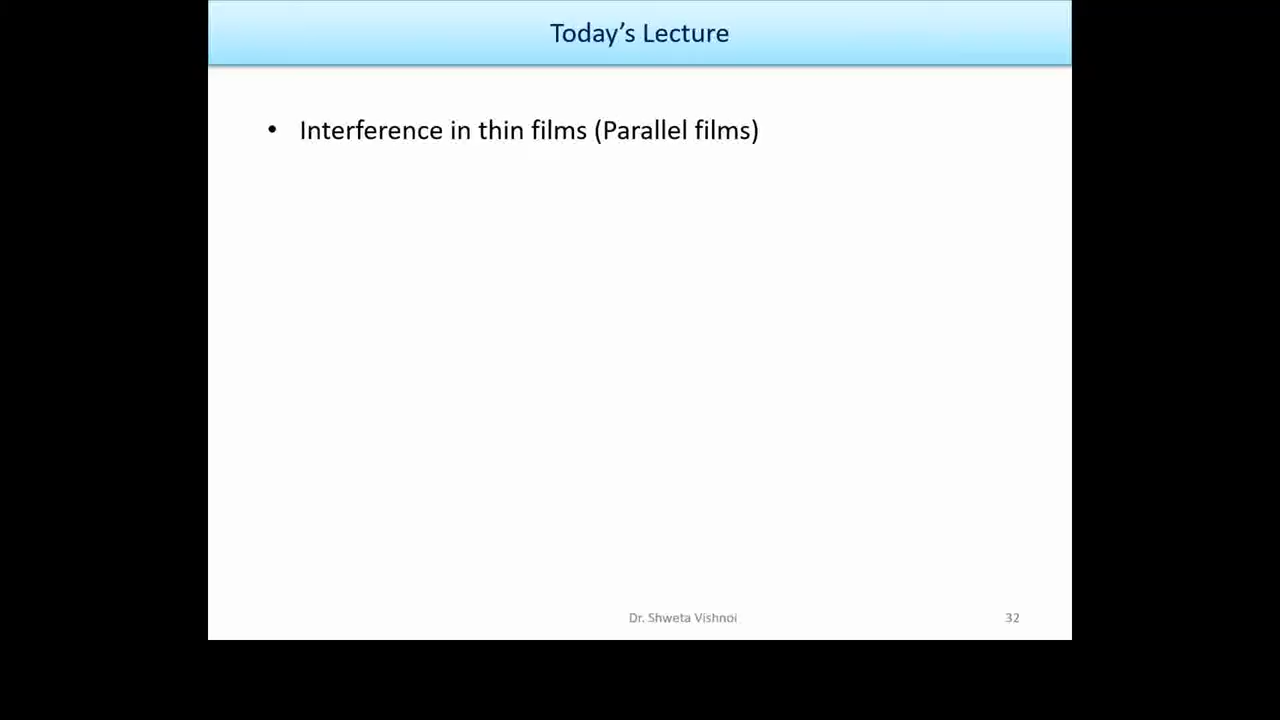 Today’s Lecture
• Interference in thin films (Parallel films)
Dr. Shweta Vishnoi
32